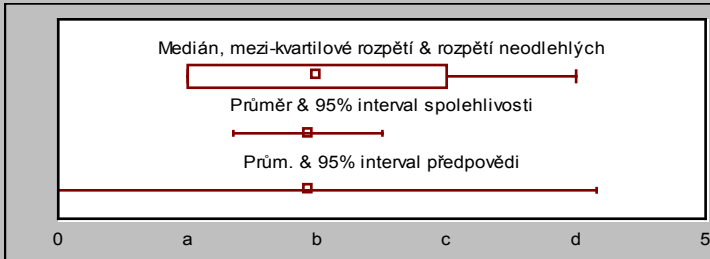 Medián, mezi-kvartilové rozpětí & rozpětí neodlehlých
Průměr & 95% interval spolehlivosti
Prům. & 95% interval předpovědi
0 a b c d 5